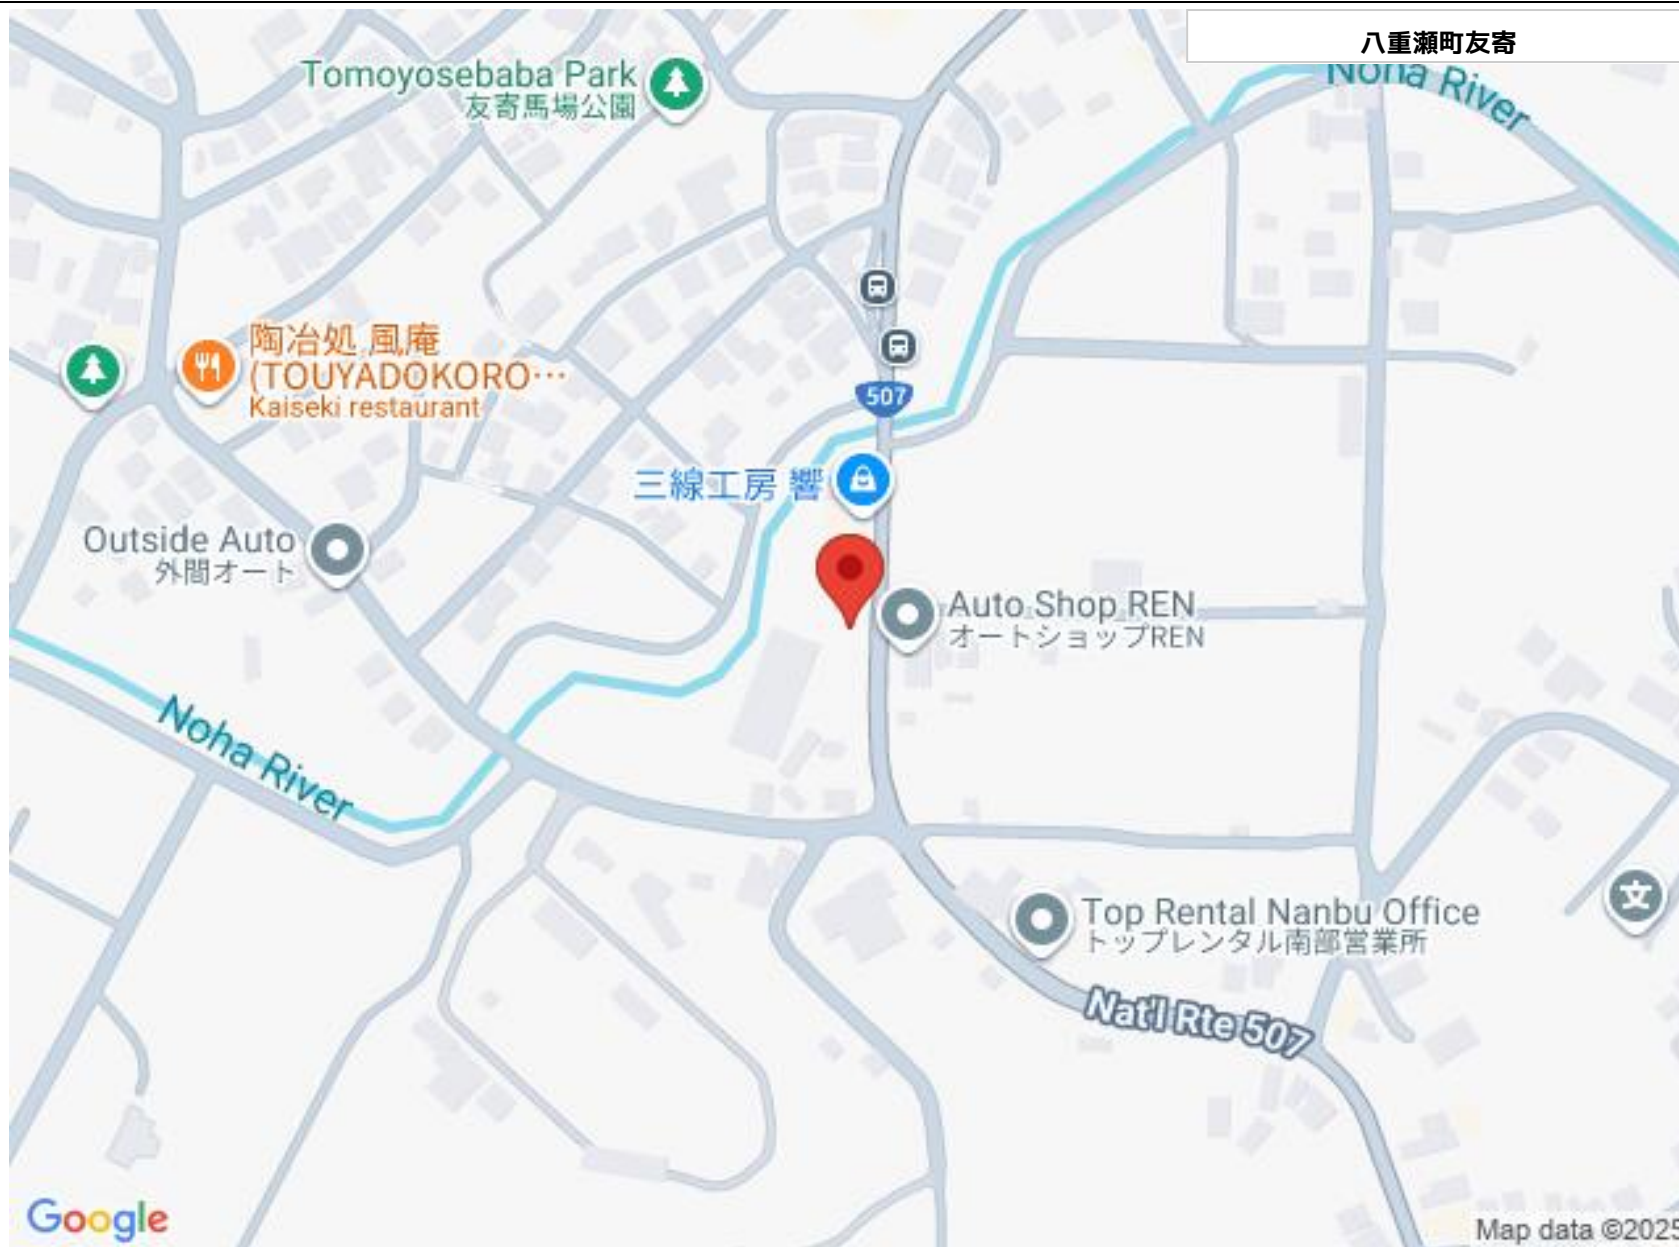 八重瀬町友寄
Noha River
Tomoyosebaba Park
友寄馬場公園
陶冶処 風庵
(TOUYADOKORO…
Kaiseki restaurant
507
三線工房 響
Outside Auto
外間オート
Auto Shop REN
オートショップREN
Noha River
文
Top Rental Nanbu Office
トップレンタル南部営業所
Nat'l Rte 507
Google
Map data ©2025